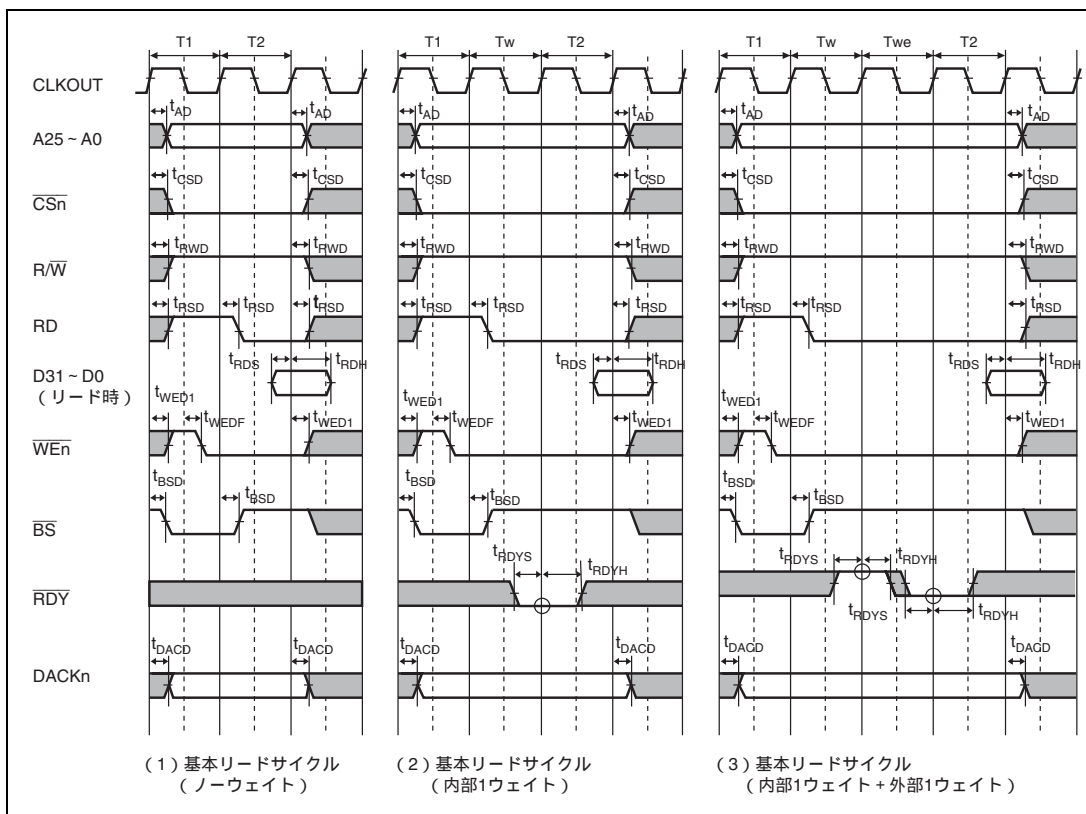 T1 T2 T1 Tw T2 T1 Tw Twe T2
CLKOUT
tAD tAD tAD tAD tAD tAD
A25~A0
tCSD tCSD tCSD tCSD tCSD tCSD
CSn
tRWD tRWD tRWD tRWD tRWD tRWD
R/W
tRSD tRSD tRSD tRSD tRSD tRSD tRSD tRSD tRSD
RD
tRDS tRDH tRDS tRDH tRDS tRDH
D31~D0
(リード時)
tWED1 tWEDF tWED1 tWED1 tWEDF tWED1 tWED1 tWEDF tWED1
WEn
tBSD tBSD tBSD tBSD tBSD tBSD
BS
tRDYS tRDYH tRDYS tRDYH
RDY
tRDYS tRDYH
tDACD tDACD tDACD tDACD tDACD tDACD
DACKn
(1)基本リードサイクル
(ノーウェイト)
(2)基本リードサイクル
(内部1ウェイト)
(3)基本リードサイクル
(内部1ウェイト+外部1ウェイト)